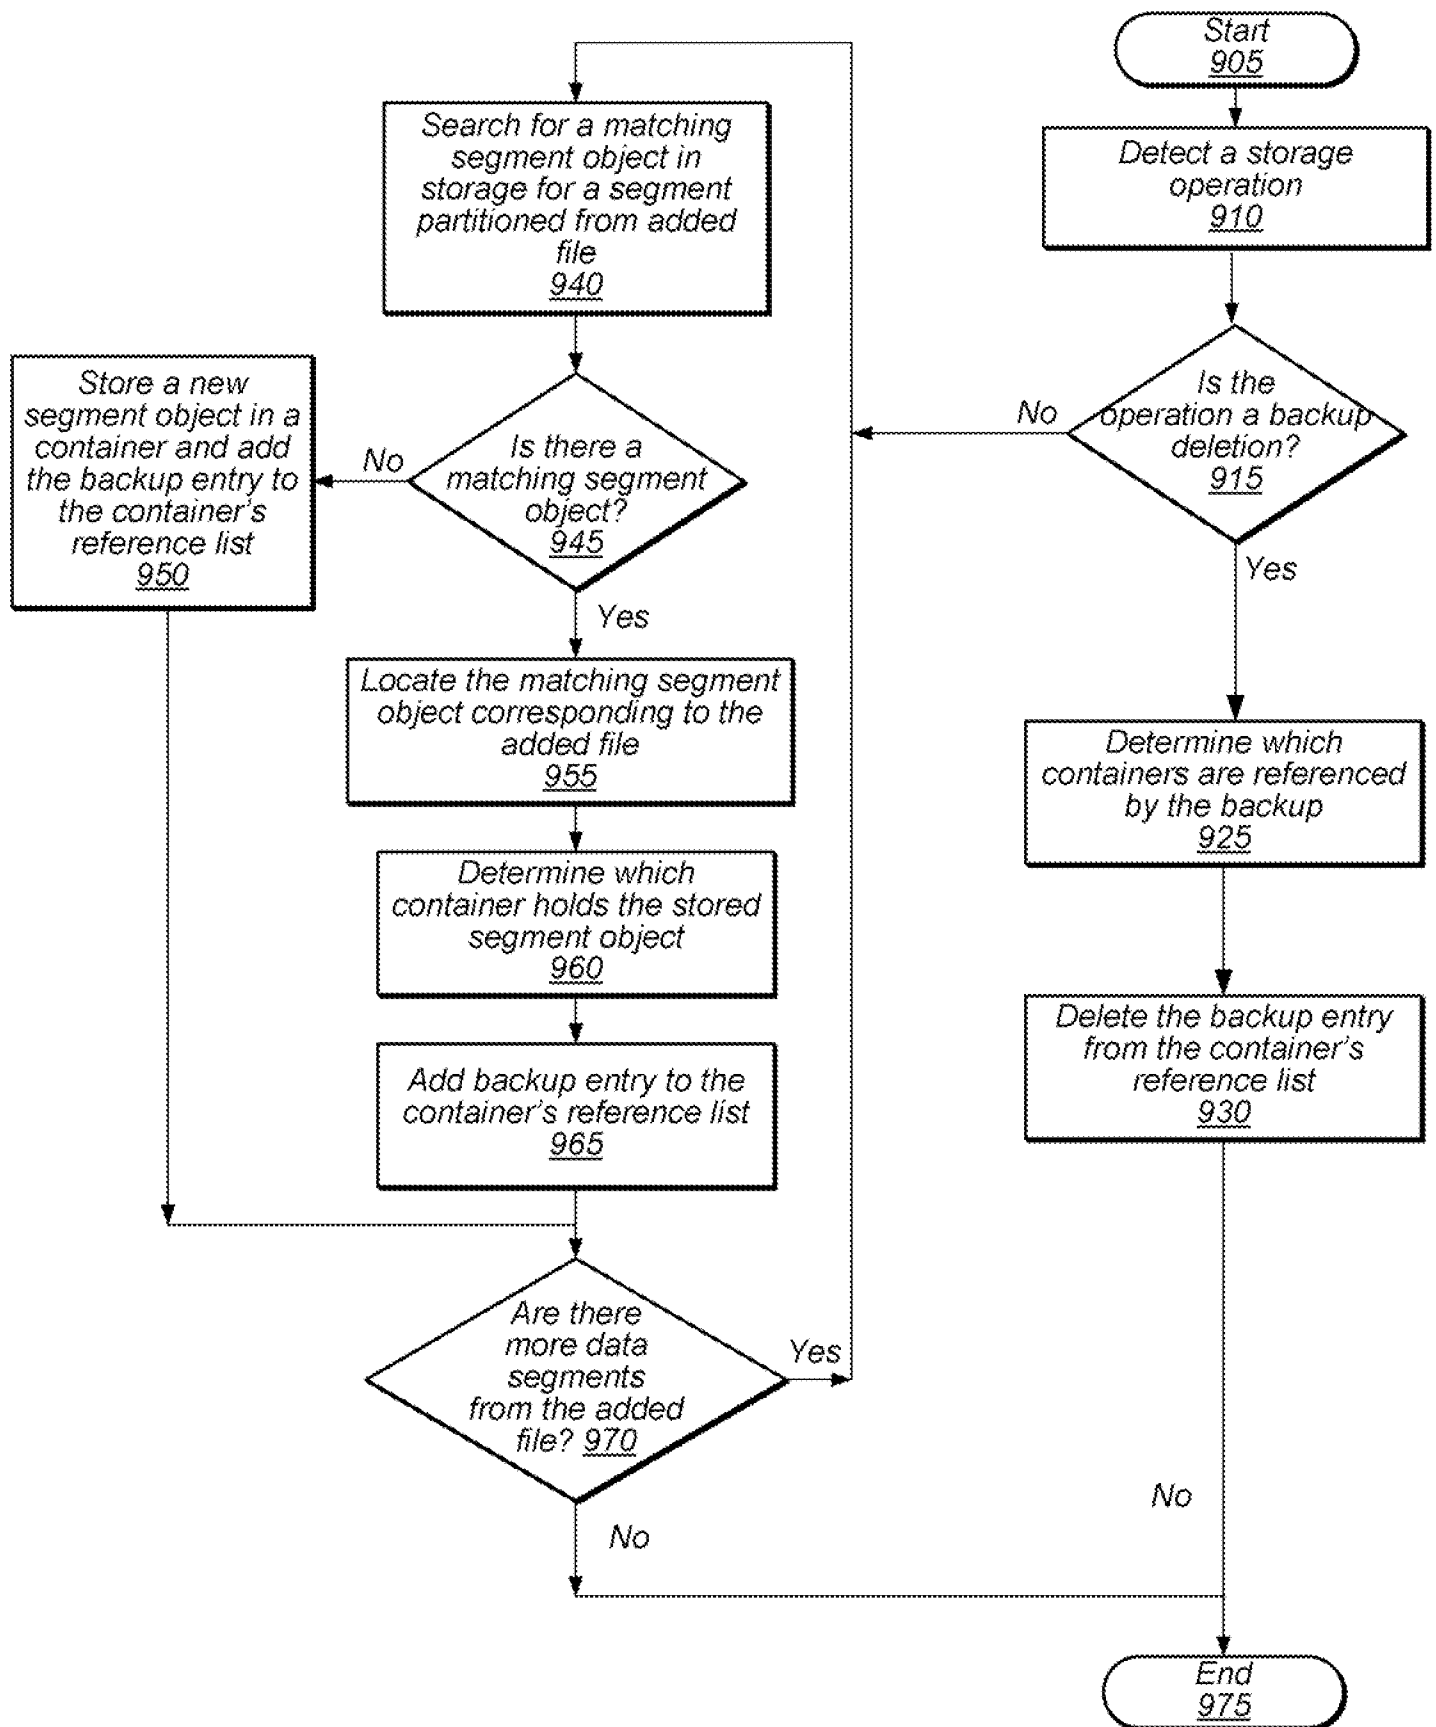 Start
905
Detect a storage
operation
910
Is the
operation a backup
deletion?
915
No
Yes
Determine which
containers are referenced
by the backup
925
Delete the backup entry
from the container's
reference list
930
No
Search for a matching
segment object in
storage for a segment
partitioned from added
file
940
Is there a
matching segment
object?
945
No
Yes
Store a new
segment object in a
container and add
the backup entry to
the container's
reference list
950
Locate the matching segment
object corresponding to the
added file
955
Determine which
container holds the stored
segment object
960
Add backup entry to the
container's reference list
965
Are there
more data
segments
from the added
file? 970
Yes
No
End
975